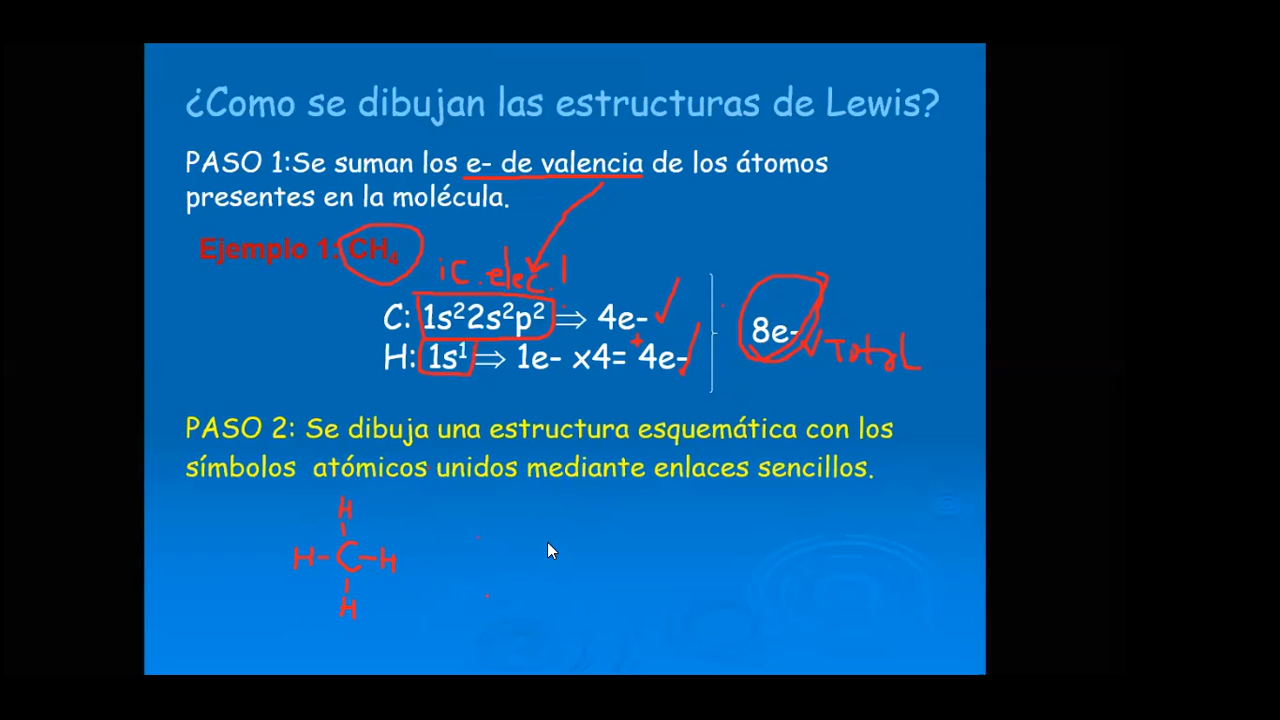 ¿Como se dibujan las estructuras de Lewis?
PASO 1:Se suman los e- de valencia de los átomos
presentes en la molécula.
Ejemplo 1: CH₄
¡C. elec.!
C: 1s²2s²p² ⇒ 4e-
8e-
Total
H: 1s¹ ⇒ 1e- x4= +4e-
PASO 2: Se dibuja una estructura esquemática con los
símbolos atómicos unidos mediante enlaces sencillos.
H
H-C-H
H